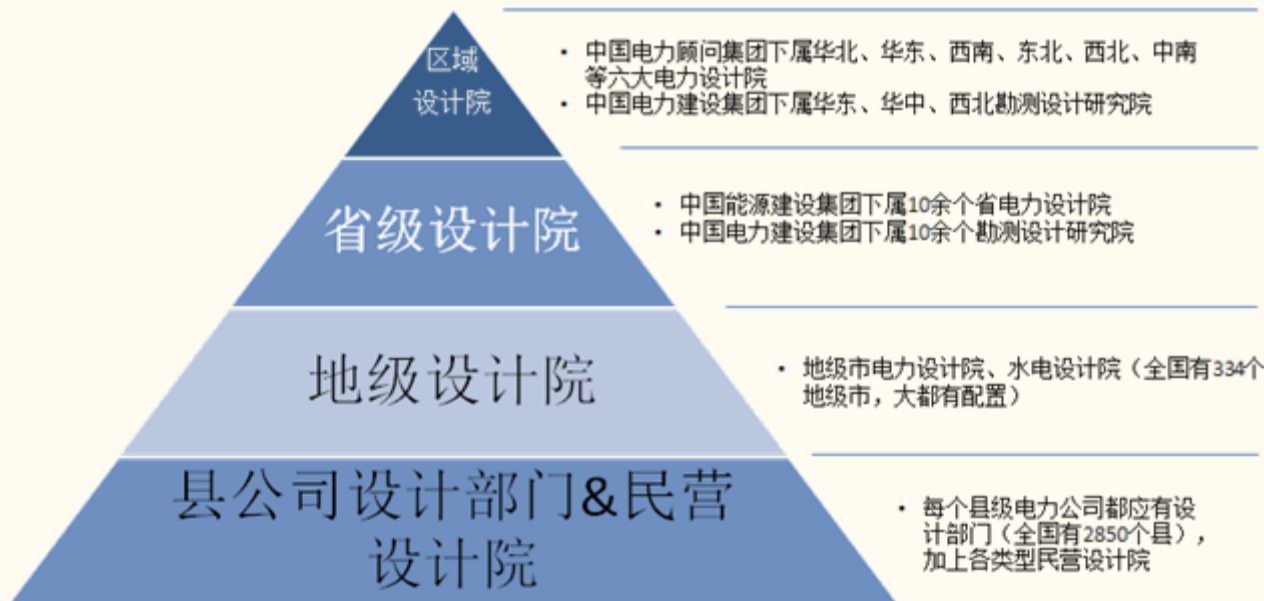 区域
设计院
• 中国电力顾问集团下属华北、华东、西南、东北、西北、中南
等六大电力设计院
• 中国电力建设集团下属华东、华中、西北勘测设计研究院
省级设计院
• 中国能源建设集团下属10余个省电力设计院
• 中国电力建设集团下属10余个勘测设计研究院
地级设计院
• 地级市电力设计院、水电设计院（全国有334个
地级市，大都有配置）
县公司设计部门&民营
设计院
• 每个县级电力公司都应有设
计部门（全国有2850个县），
加上各类型民营设计院